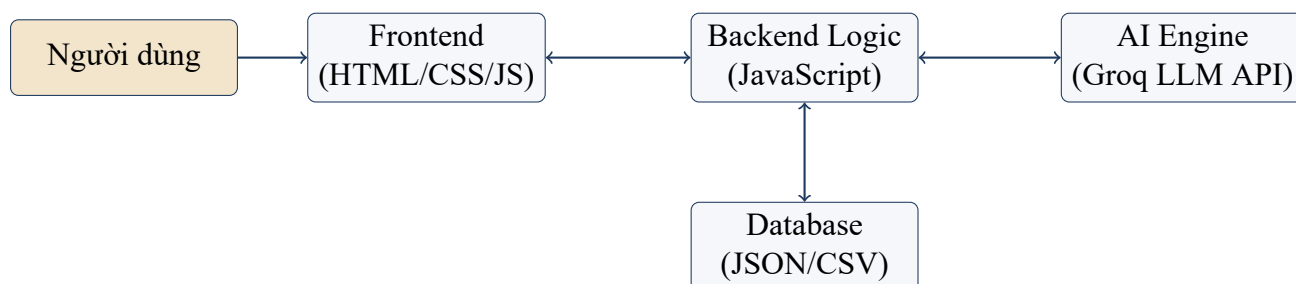 Người dùng
Frontend
(HTML/CSS/JS)
Backend Logic
(JavaScript)
AI Engine
(Groq LLM API)
Database
(JSON/CSV)